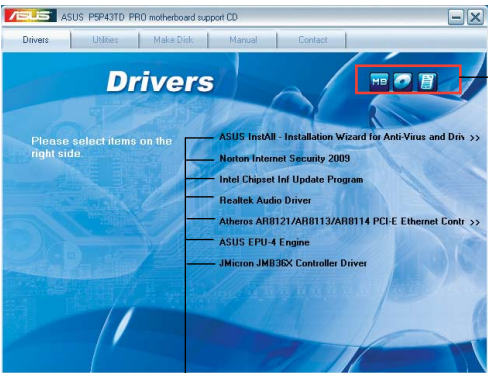 ASUS ASUS P5P43TD PRO motherboard support CD
Drivers Utilities Make Disk Manual Contact
Drivers
MB
Please select items on the
right side.
ASUS InstAll - Installation Wizard for Anti-Virus and Driv >>
Norton Internet Security 2009
Intel Chipset Inf Update Program
Realtek Audio Driver
Atheros AR8121/AR8113/AR8114 PCI-E Ethernet Contr >>
ASUS EPU-4 Engine
JMicron JMB36X Controller Driver